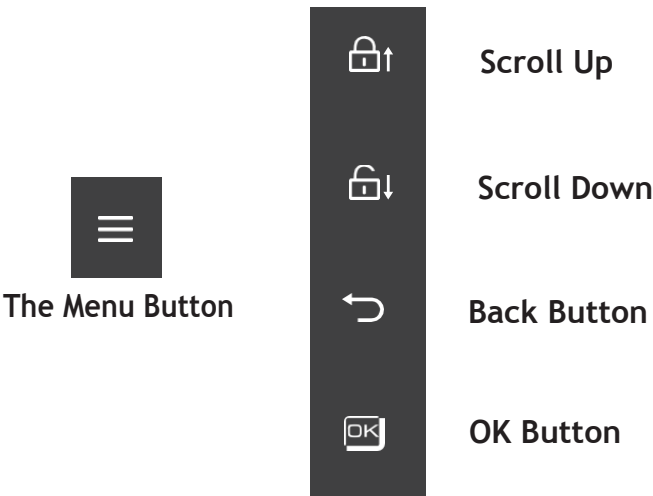 Scroll Up
Scroll Down
The Menu Button
Back Button
OK
OK Button